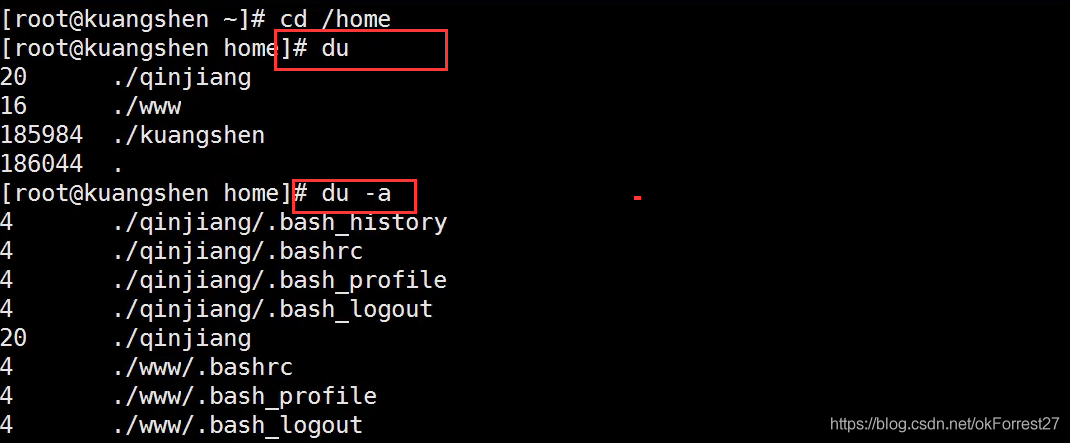 [root@kuangshen ~]# cd /home
[root@kuangshen home]# du
20      ./qinjiang
16      ./www
185984  ./kuangshen
186044  .
[root@kuangshen home]# du -a
4       ./qinjiang/.bash_history
4       ./qinjiang/.bashrc
4       ./qinjiang/.bash_profile
4       ./qinjiang/.bash_logout
20      ./qinjiang
4       ./www/.bashrc
4       ./www/.bash_profile
4       ./www/.bash_logout
https://blog.csdn.net/okForrest27